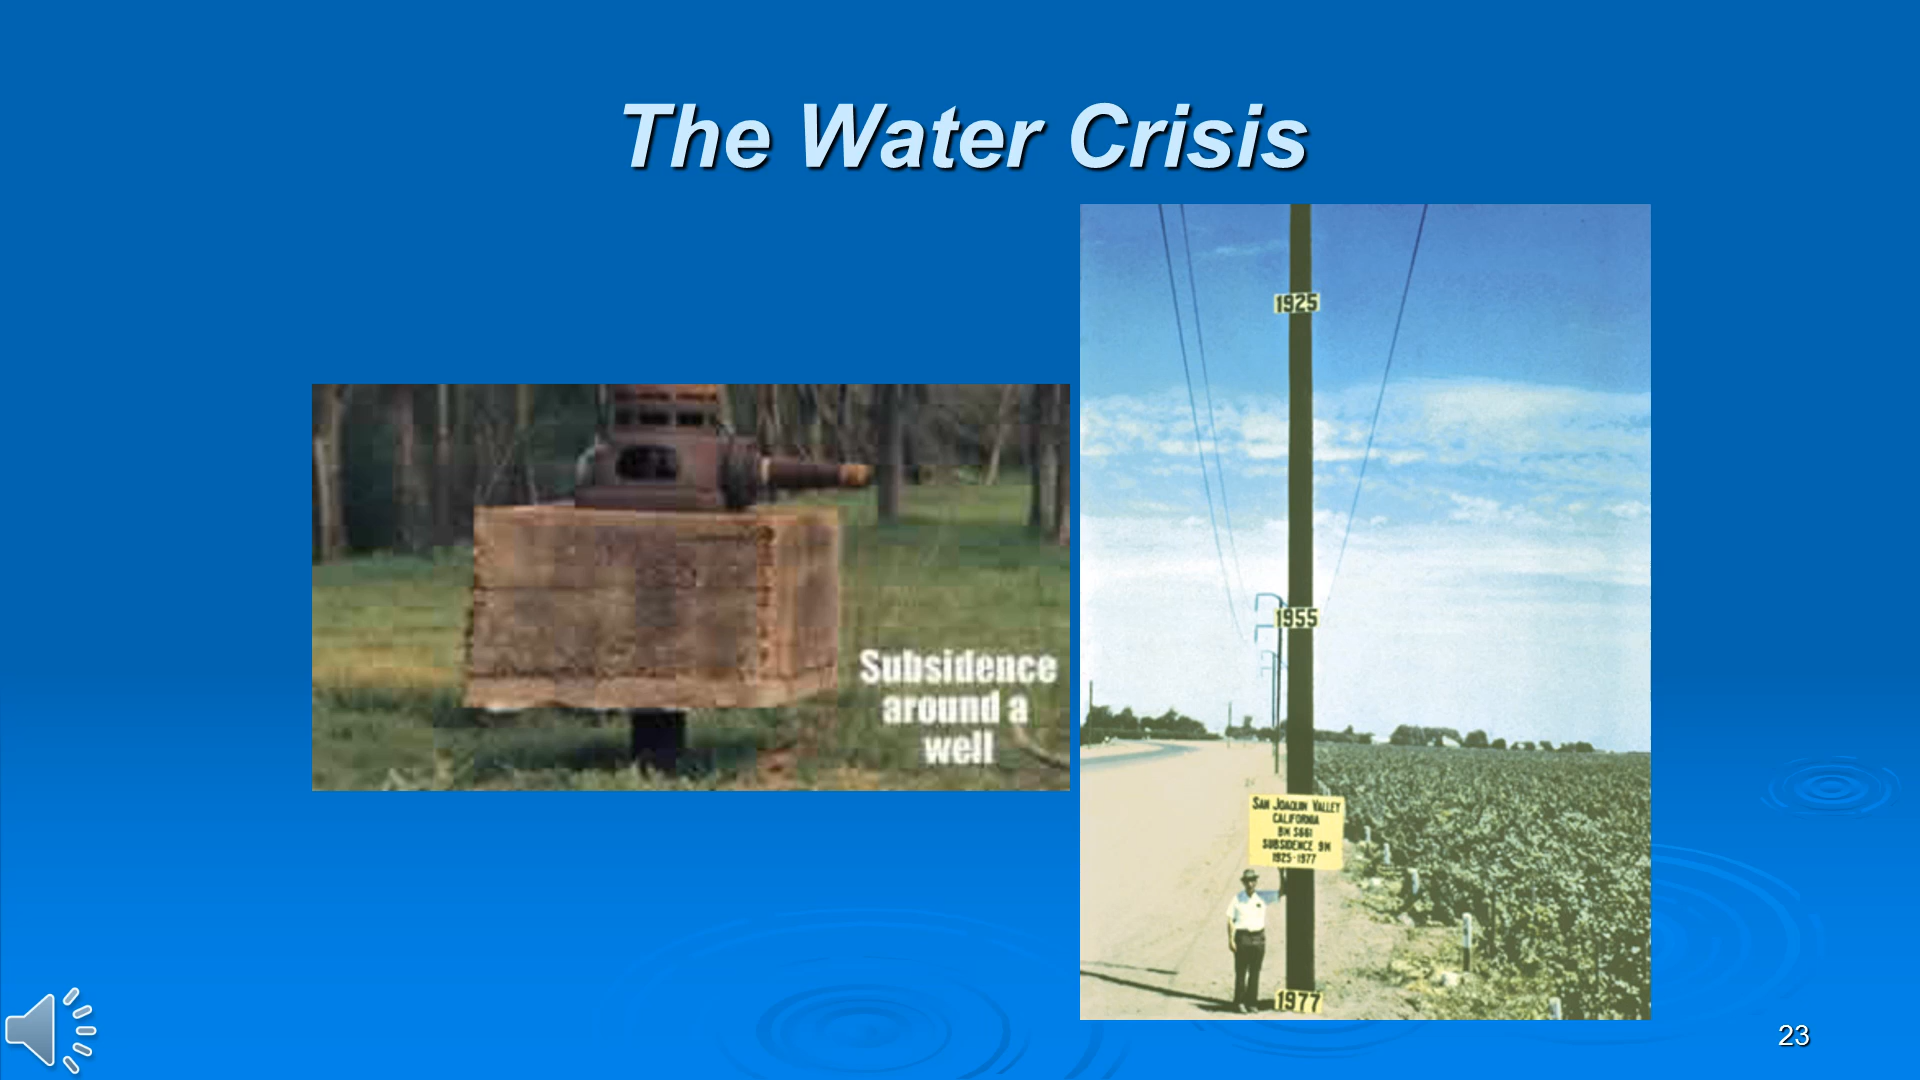 The Water Crisis
Subsidence
around a
well
1925
1955
SAN JOAQUIN VALLEY
CALIFORNIA
BM S661
SUBSIDENCE 9M
1925-1977
1977
23